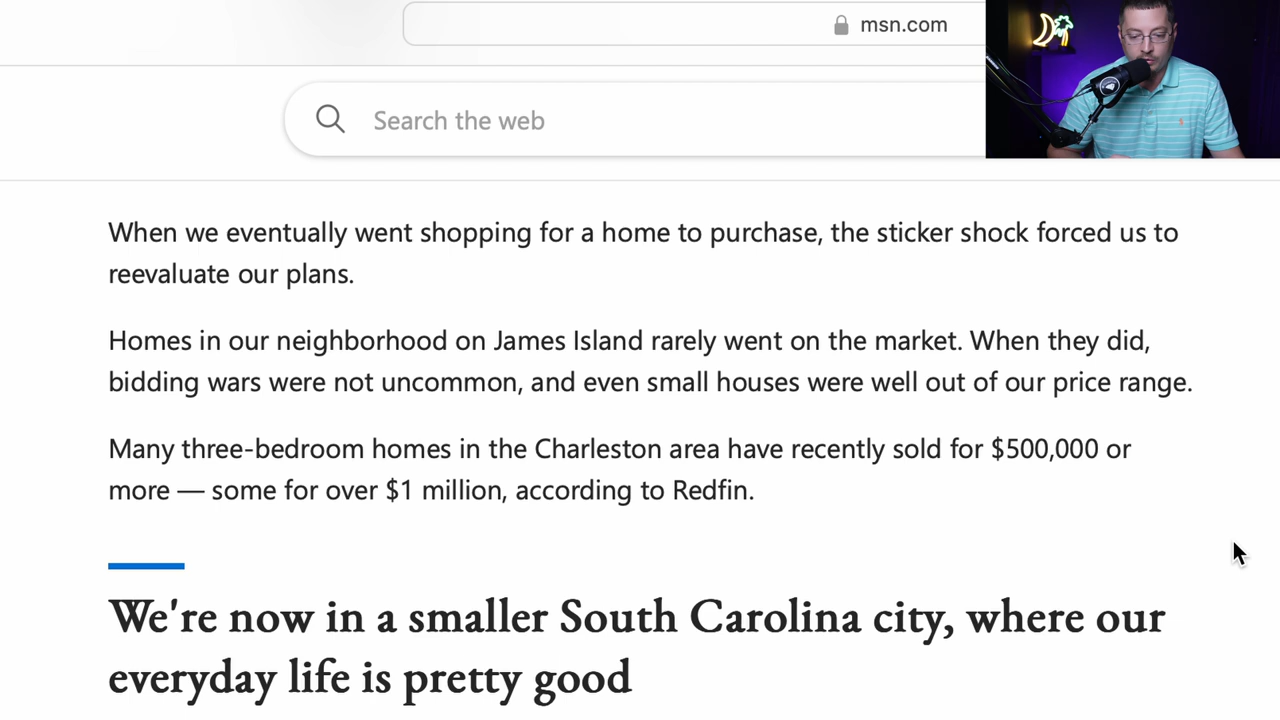 msn.com
Search the web
When we eventually went shopping for a home to purchase, the sticker shock forced us to
reevaluate our plans.
Homes in our neighborhood on James Island rarely went on the market. When they did,
bidding wars were not uncommon, and even small houses were well out of our price range.
Many three-bedroom homes in the Charleston area have recently sold for $500,000 or
more — some for over $1 million, according to Redfin.
We're now in a smaller South Carolina city, where our
everyday life is pretty good